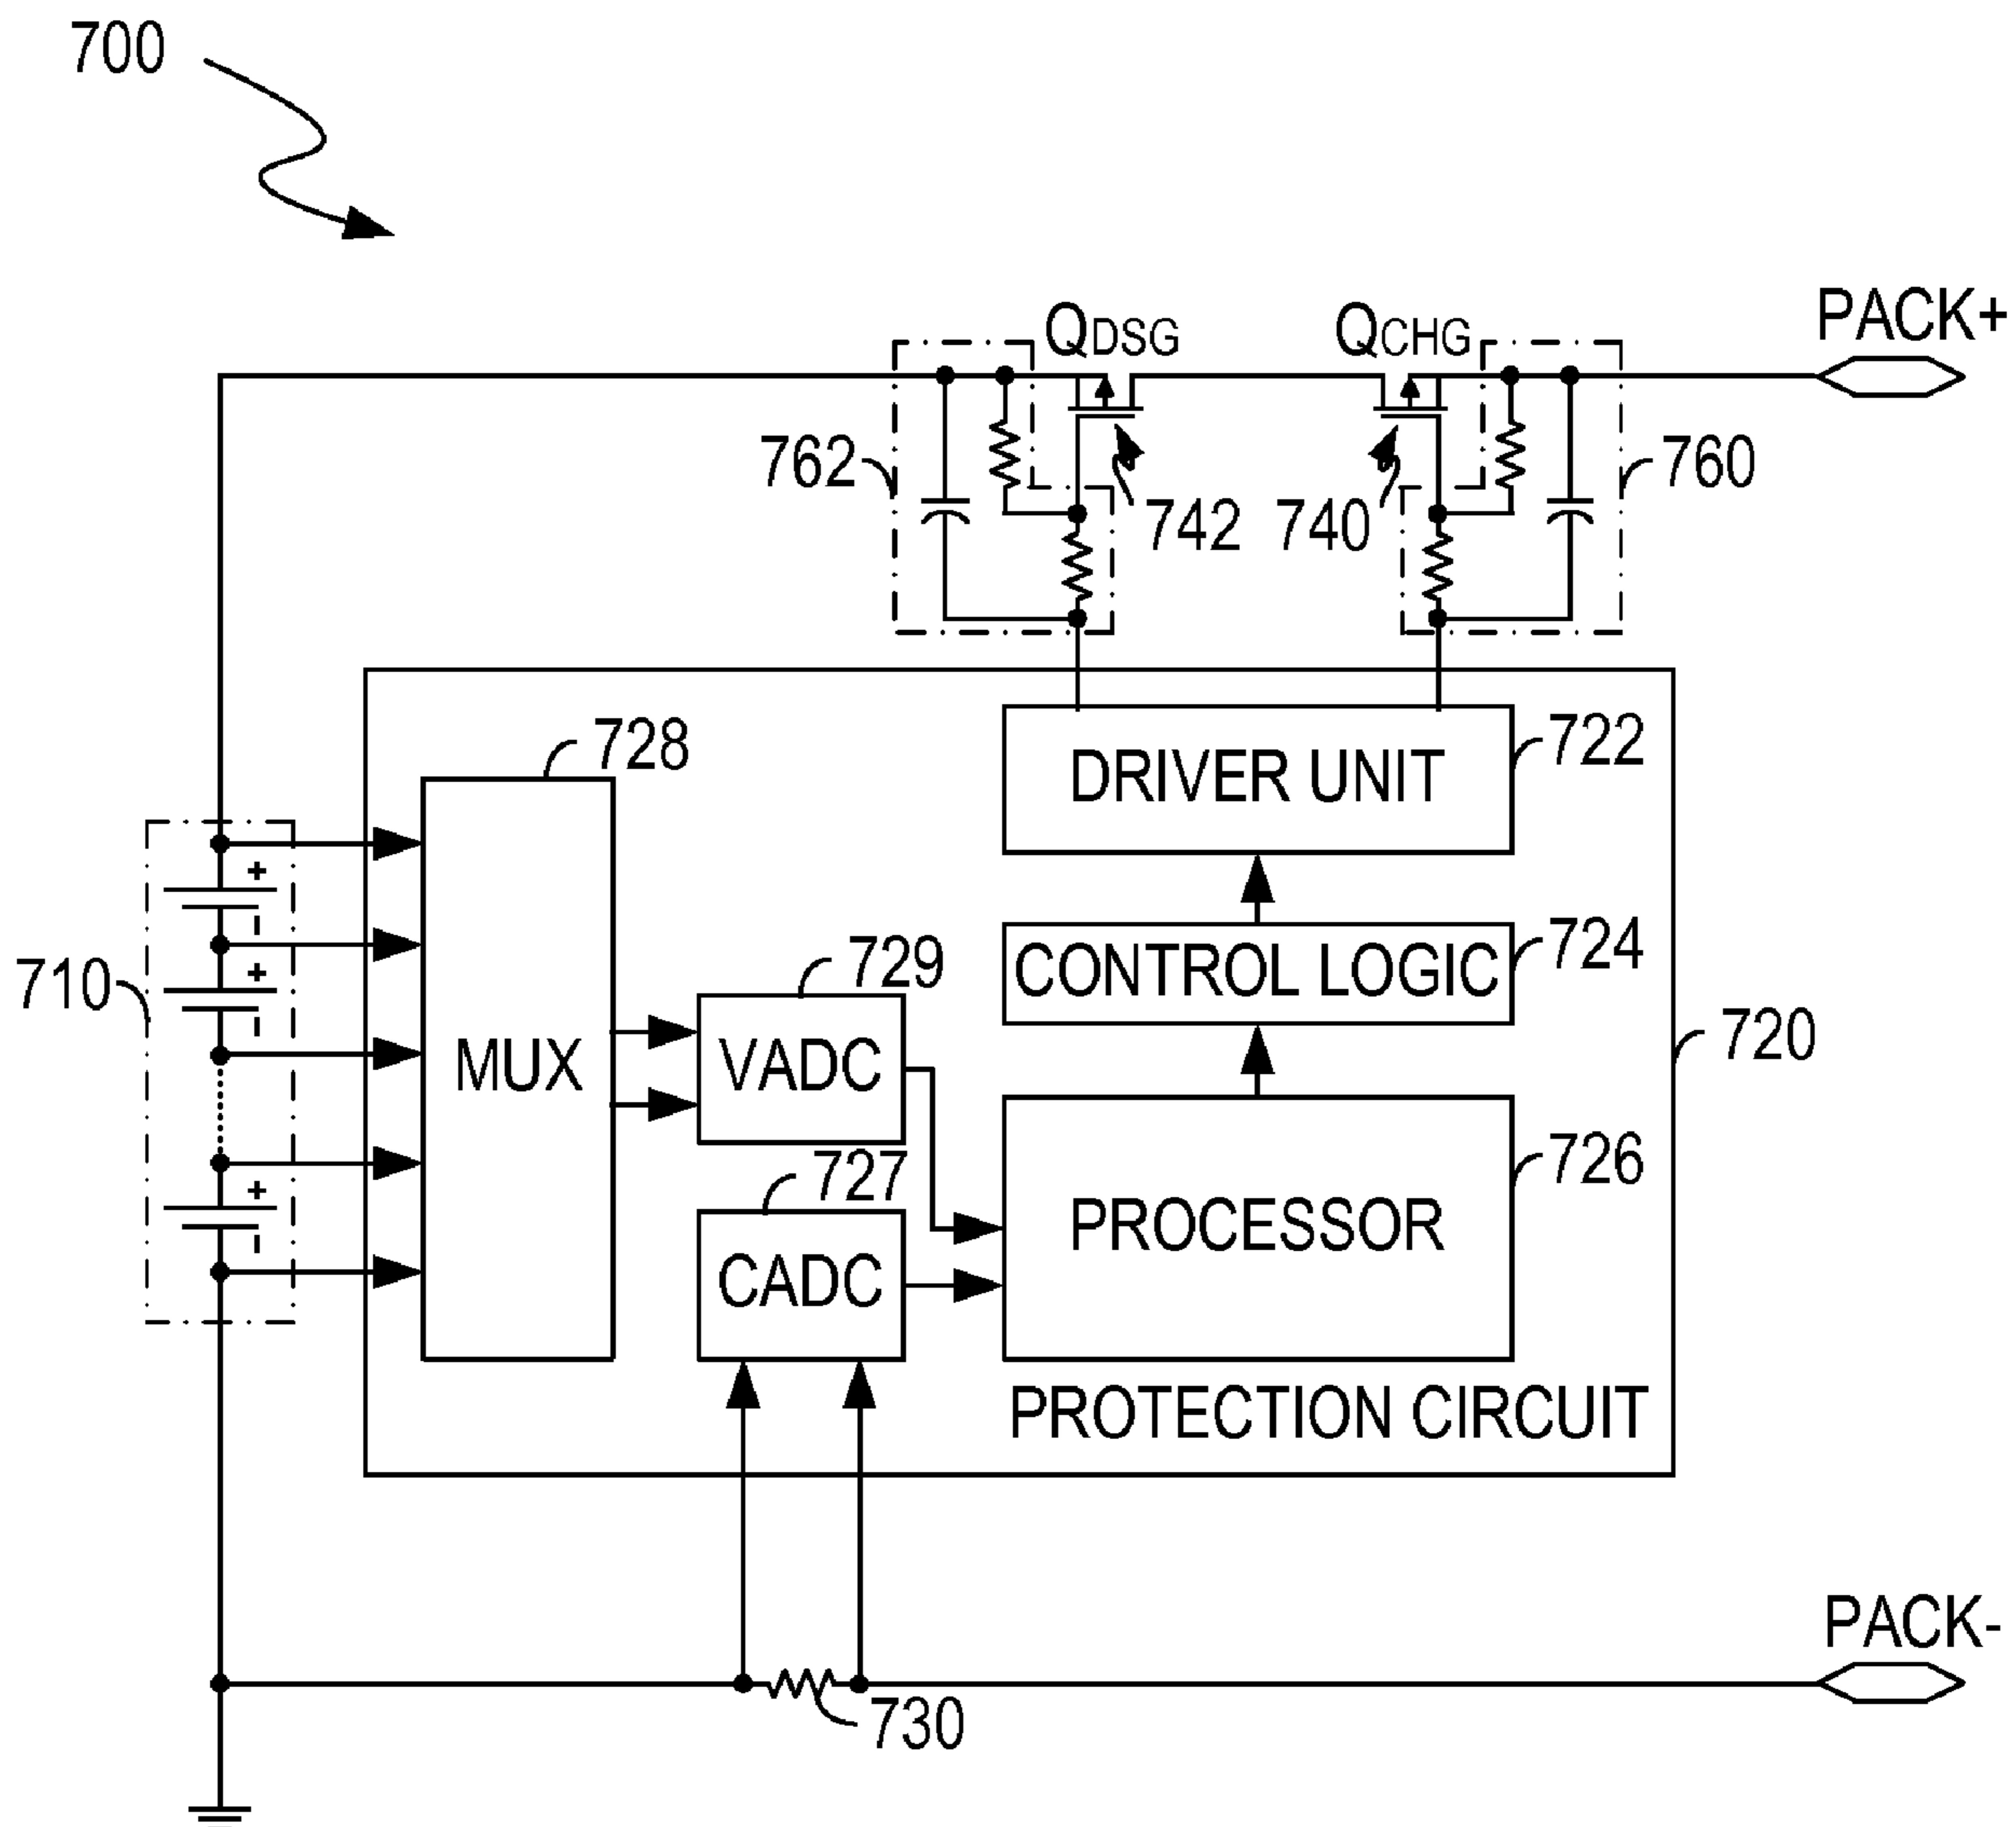 700
QDSG
QCHG
PACK+
762
742
740
760
728
DRIVER UNIT
722
+
-
710
+
-
729
CONTROL LOGIC
724
MUX
VADC
720
727
726
+
-
CADC
PROCESSOR
PROTECTION CIRCUIT
PACK-
730